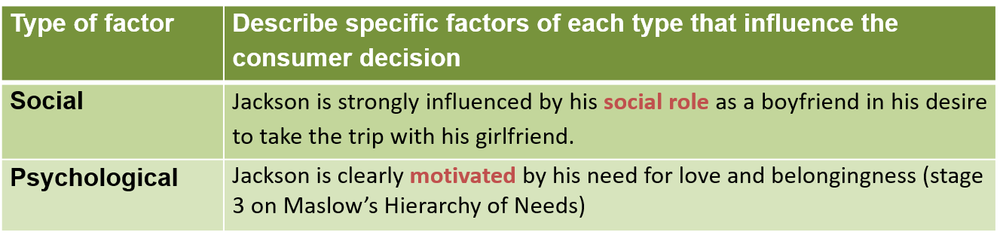 Type of factor
Describe specific factors of each type that influence the
consumer decision
Social
Jackson is strongly influenced by his social role as a boyfriend in his desire
to take the trip with his girlfriend.
Psychological
Jackson is clearly motivated by his need for love and belongingness (stage
3 on Maslow’s Hierarchy of Needs)